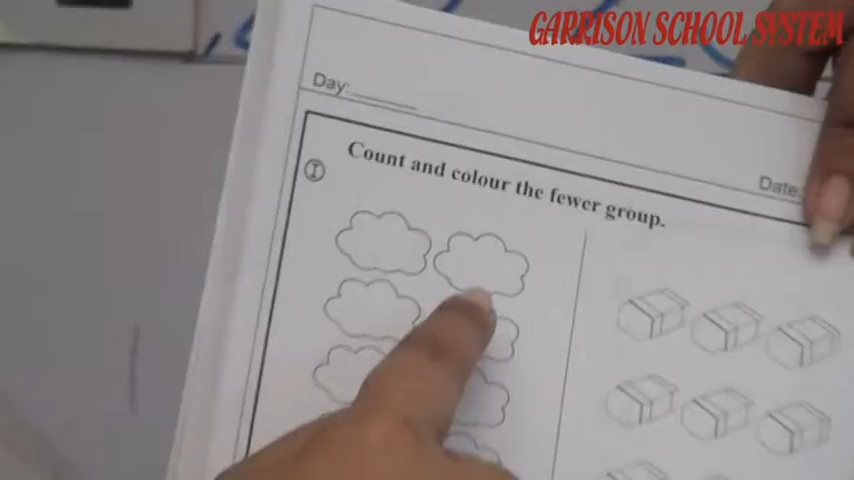 GARRISON SCHOOL SYSTEM
Day:
Date:
I
Count and colour the fewer group.